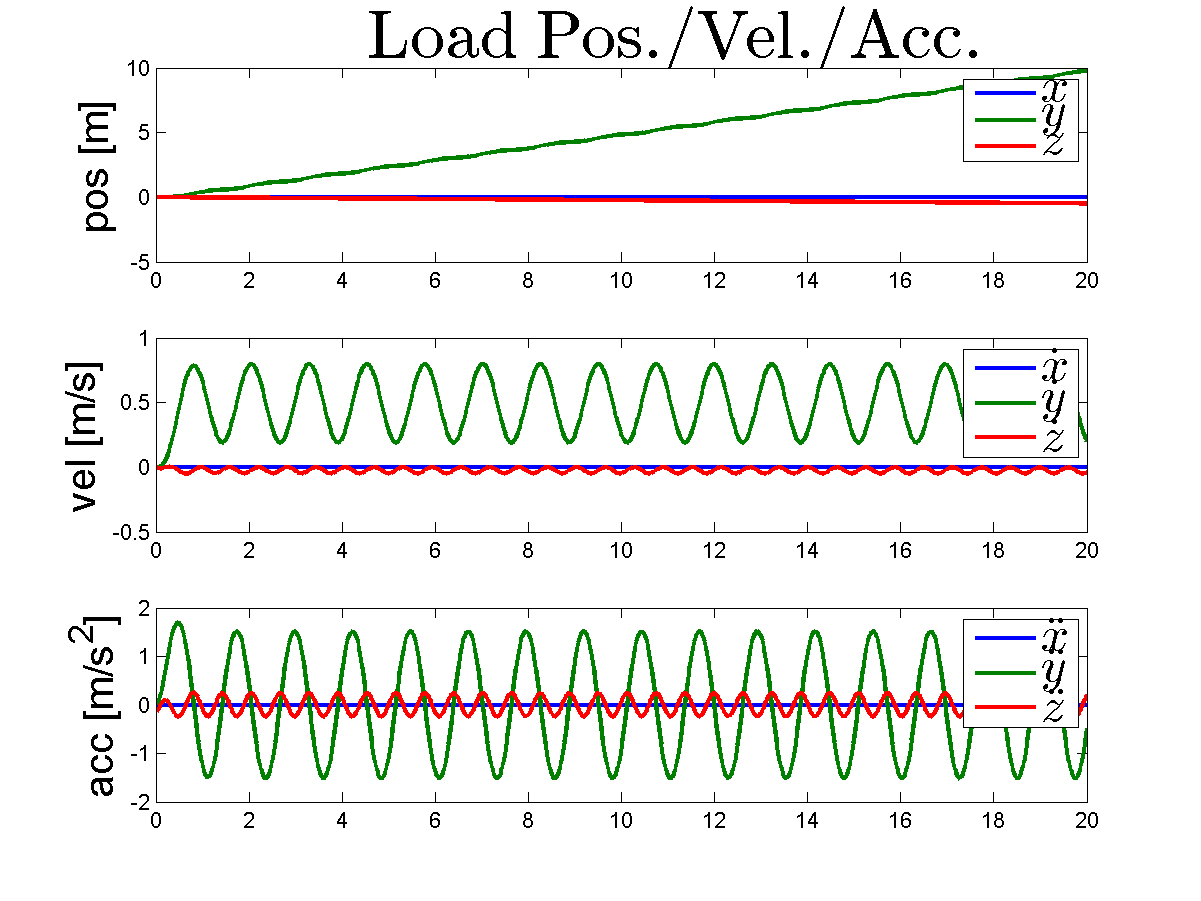 Load Pos./Vel./Acc.
10
5
0
-5
pos [m]
x
y
z
0 2 4 6 8 10 12 14 16 18 20
1
0.5
0
-0.5
vel [m/s]
ẋ
ẏ
ż
0 2 4 6 8 10 12 14 16 18 20
2
1
0
-1
-2
acc [m/s²]
ẍ
ÿ
z̈
0 2 4 6 8 10 12 14 16 18 20